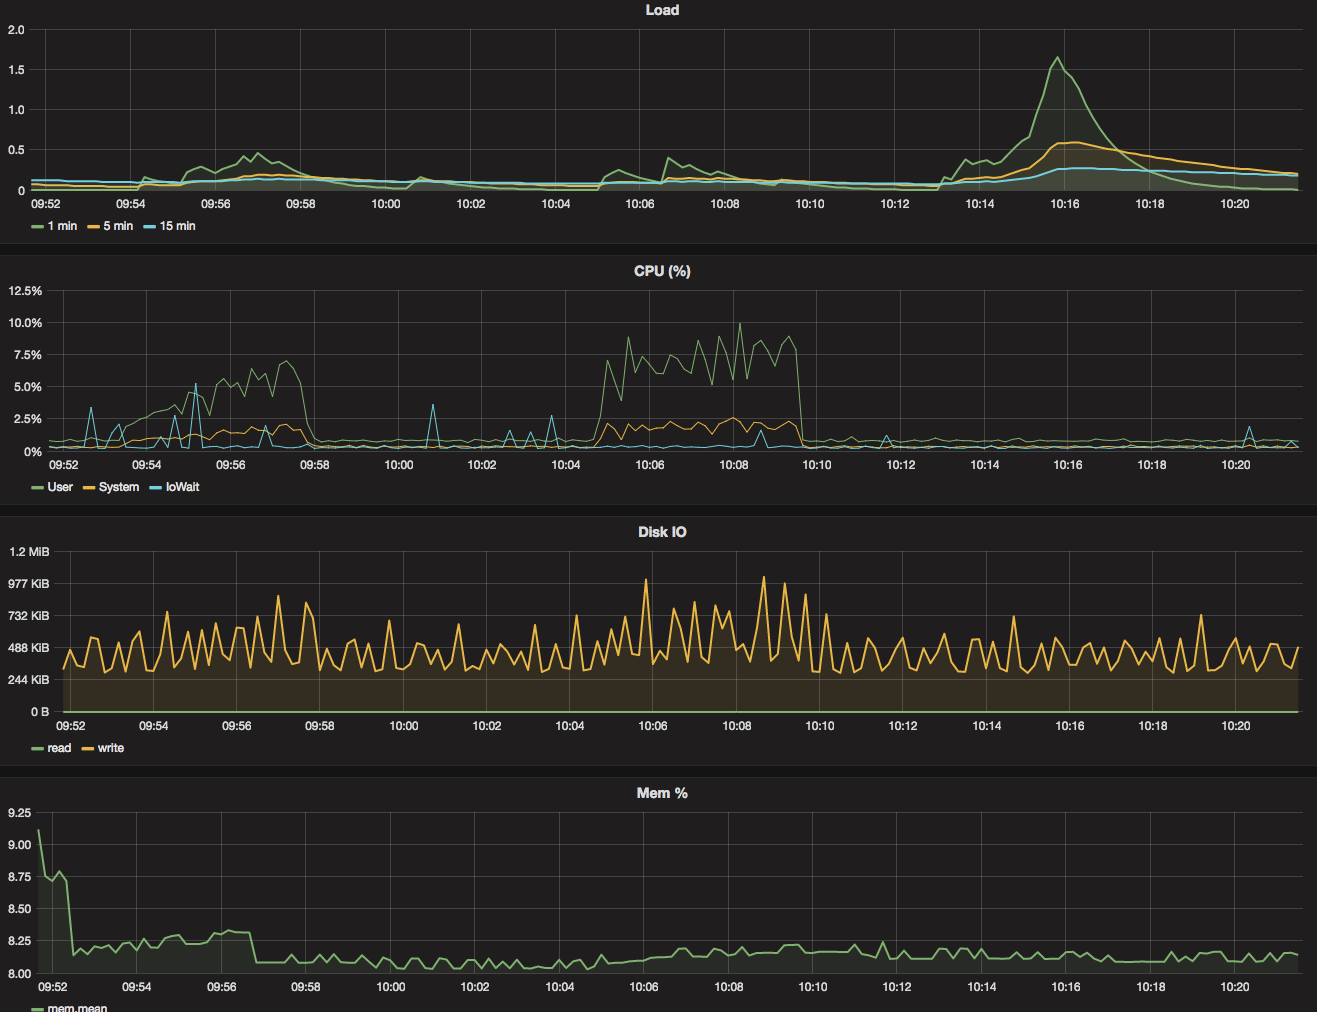 Load
2.0
1.5
1.0
0.5
0
09:52 09:54 09:56 09:58 10:00 10:02 10:04 10:06 10:08 10:10 10:12 10:14 10:16 10:18 10:20
1 min 5 min 15 min
CPU (%)
12.5%
10.0%
7.5%
5.0%
2.5%
0%
09:52 09:54 09:56 09:58 10:00 10:02 10:04 10:06 10:08 10:10 10:12 10:14 10:16 10:18 10:20
User System IoWait
Disk IO
1.2 MiB
977 KiB
732 KiB
488 KiB
244 KiB
0 B
09:52 09:54 09:56 09:58 10:00 10:02 10:04 10:06 10:08 10:10 10:12 10:14 10:16 10:18 10:20
read write
Mem %
9.25
9.00
8.75
8.50
8.25
8.00
09:52 09:54 09:56 09:58 10:00 10:02 10:04 10:06 10:08 10:10 10:12 10:14 10:16 10:18 10:20
mem.mean